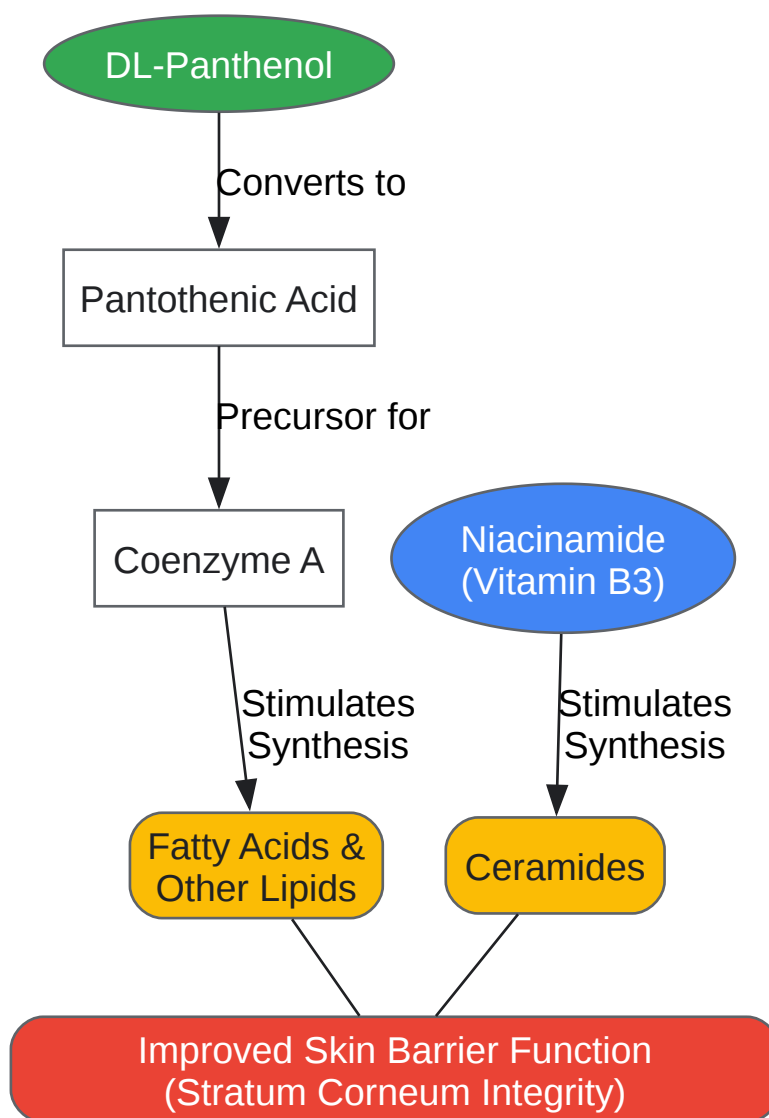 DL-Panthenol
Converts to
Pantothenic Acid
Precursor for
Coenzyme A
Niacinamide
(Vitamin B3)
Stimulates
Synthesis
Stimulates
Synthesis
Fatty Acids &
Other Lipids
Ceramides
Improved Skin Barrier Function
(Stratum Corneum Integrity)